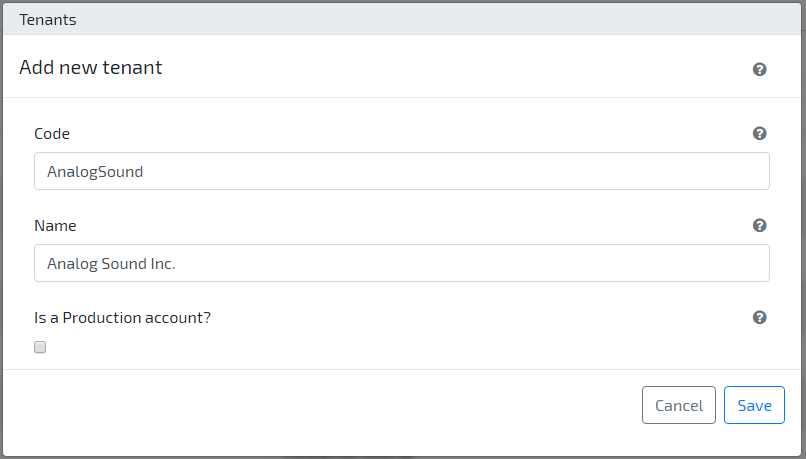 Tenants
Add new tenant
Code
AnalogSound
Name
Analog Sound Inc.
Is a Production account?
Cancel Save